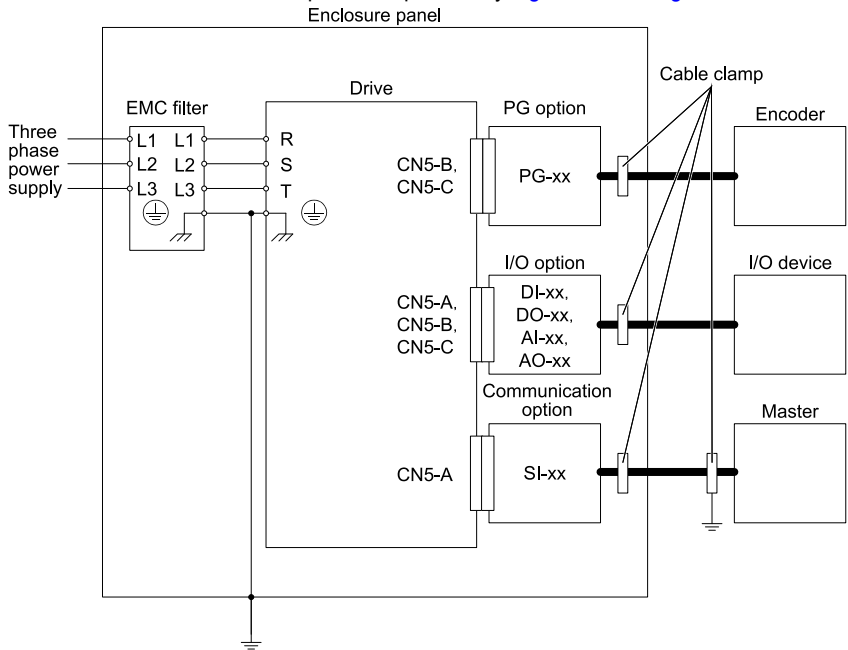 Enclosure panel
Cable clamp
Drive
EMC filter
PG option
Encoder
Three
phase
power
supply
L1 L1
L2 L2
L3 L3
R
S
T
CN5-B,
CN5-C
PG-xx
I/O option
I/O device
CN5-A,
CN5-B,
CN5-C
DI-xx,
DO-xx,
AI-xx,
AO-xx
Communication
option
Master
CN5-A
SI-xx